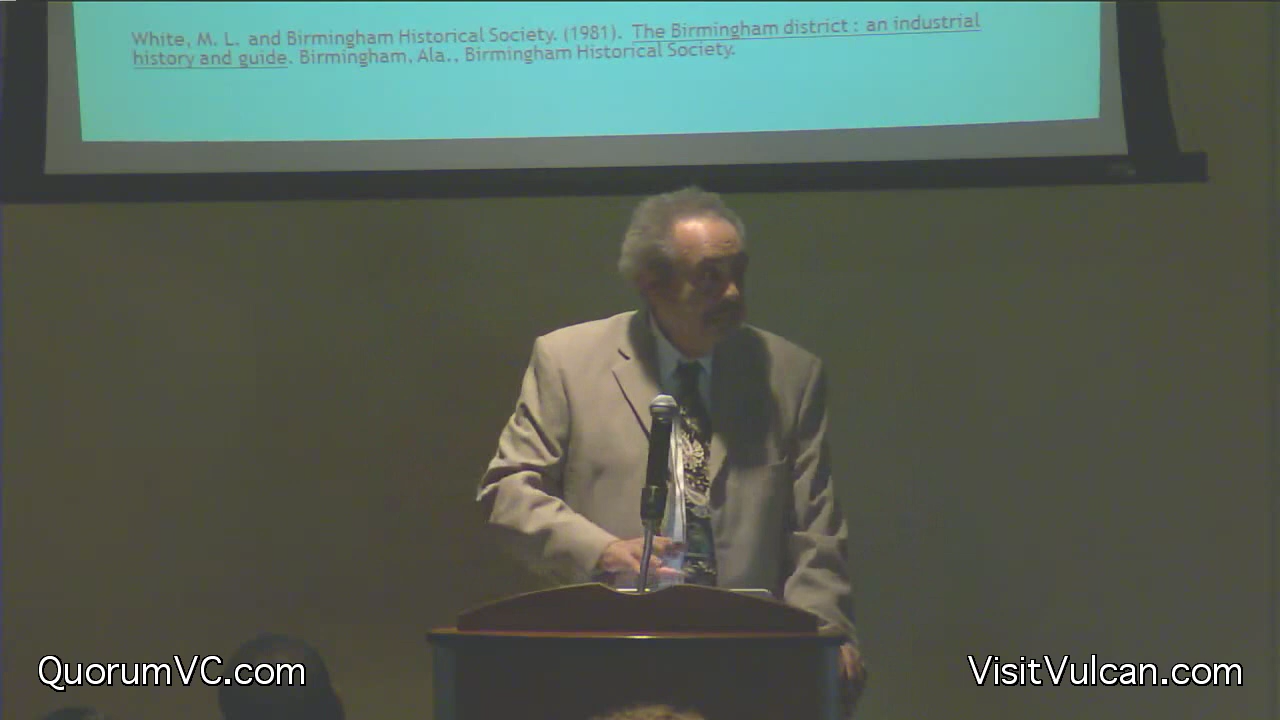 White, M. L. and Birmingham Historical Society. (1981). The Birmingham district : an industrial
history and guide. Birmingham, Ala., Birmingham Historical Society.
QuorumVC.com
VisitVulcan.com